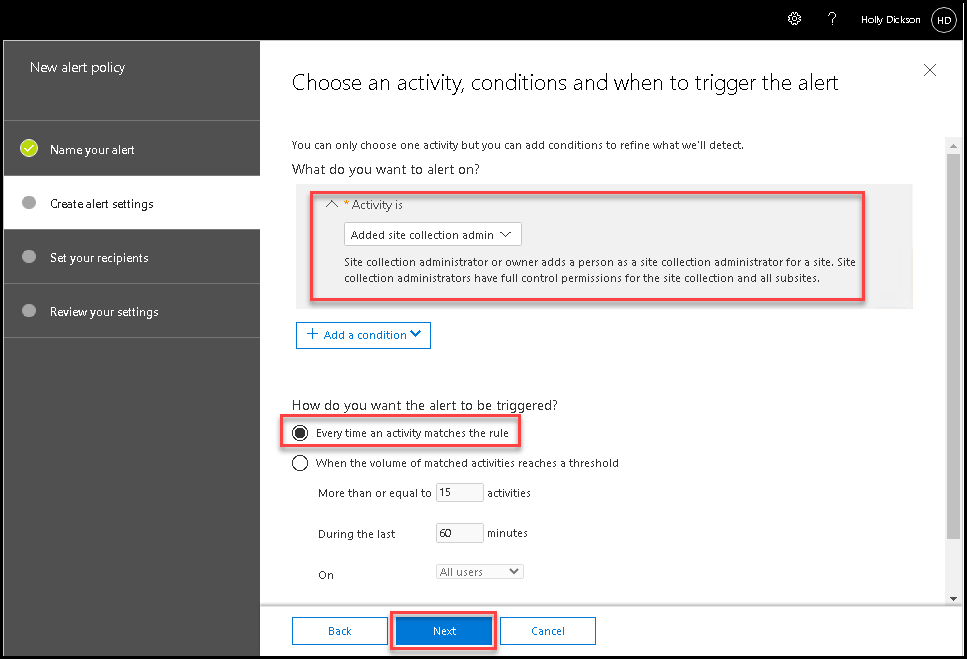 ? Holly Dickson HD
New alert policy
Choose an activity, conditions and when to trigger the alert
Name your alert
Create alert settings
Set your recipients
Review your settings
You can only choose one activity but you can add conditions to refine what we'll detect.
What do you want to alert on?
* Activity is
Added site collection admin
Site collection administrator or owner adds a person as a site collection administrator for a site. Site
collection administrators have full control permissions for the site collection and all subsites.
+ Add a condition
How do you want the alert to be triggered?
Every time an activity matches the rule
When the volume of matched activities reaches a threshold
More than or equal to 15 activities
During the last 60 minutes
On All users
Back Next Cancel